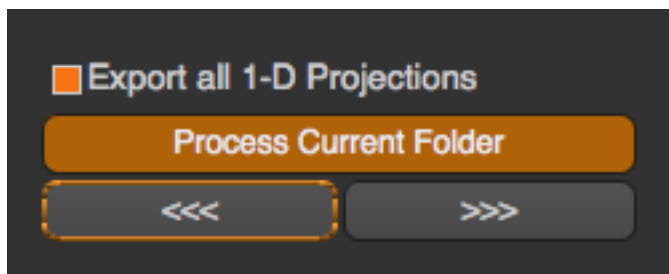 Export all 1-D Projections
Process Current Folder
<<< >>>